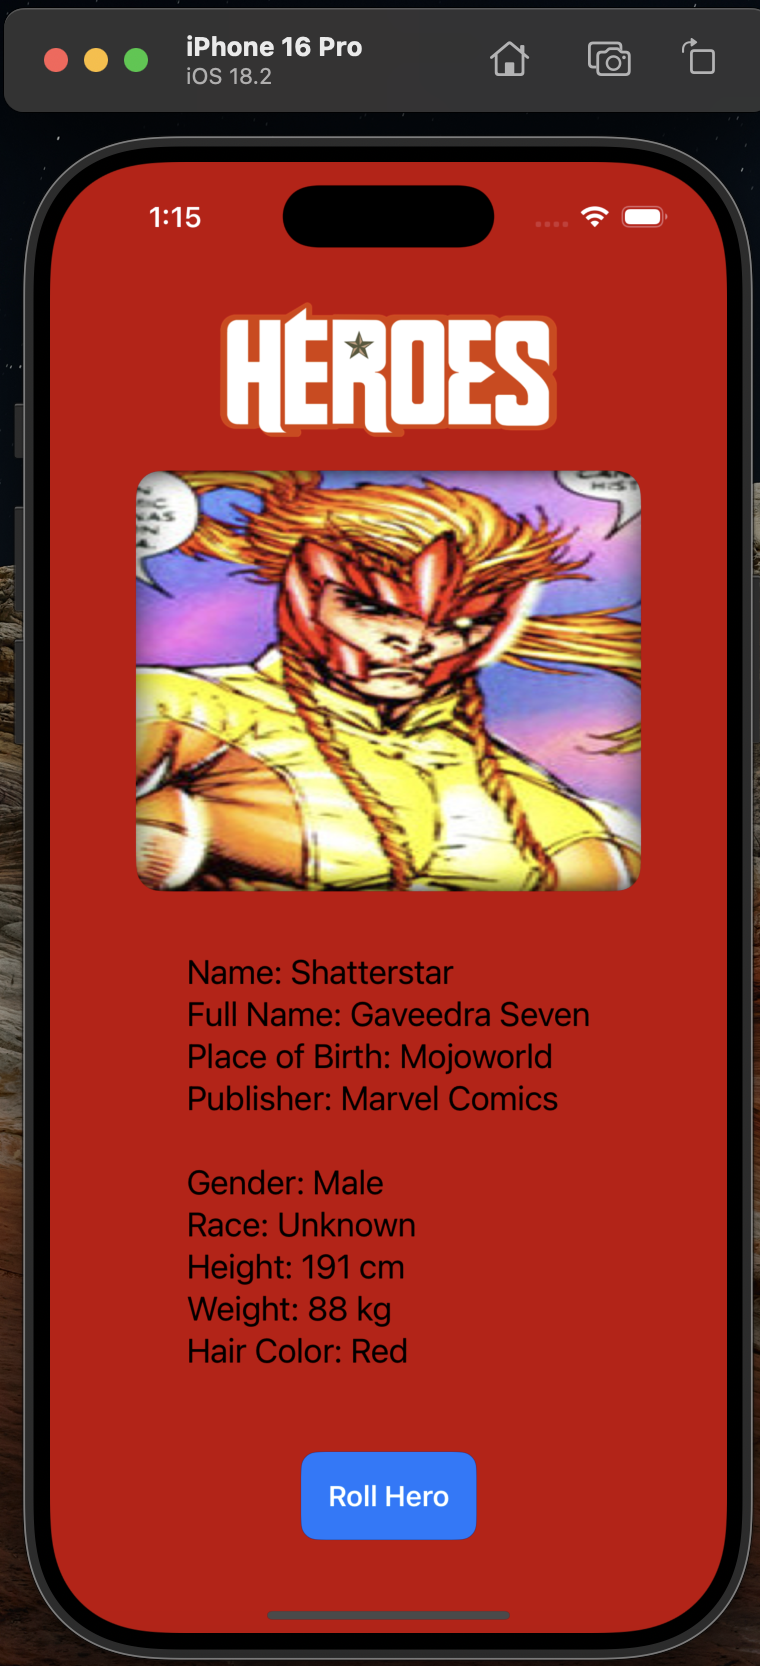 iPhone 16 Pro
iOS 18.2
1:15
HEROES
HIST
Name: Shatterstar
Full Name: Gaveedra Seven
Place of Birth: Mojoworld
Publisher: Marvel Comics
Gender: Male
Race: Unknown
Height: 191 cm
Weight: 88 kg
Hair Color: Red
Roll Hero